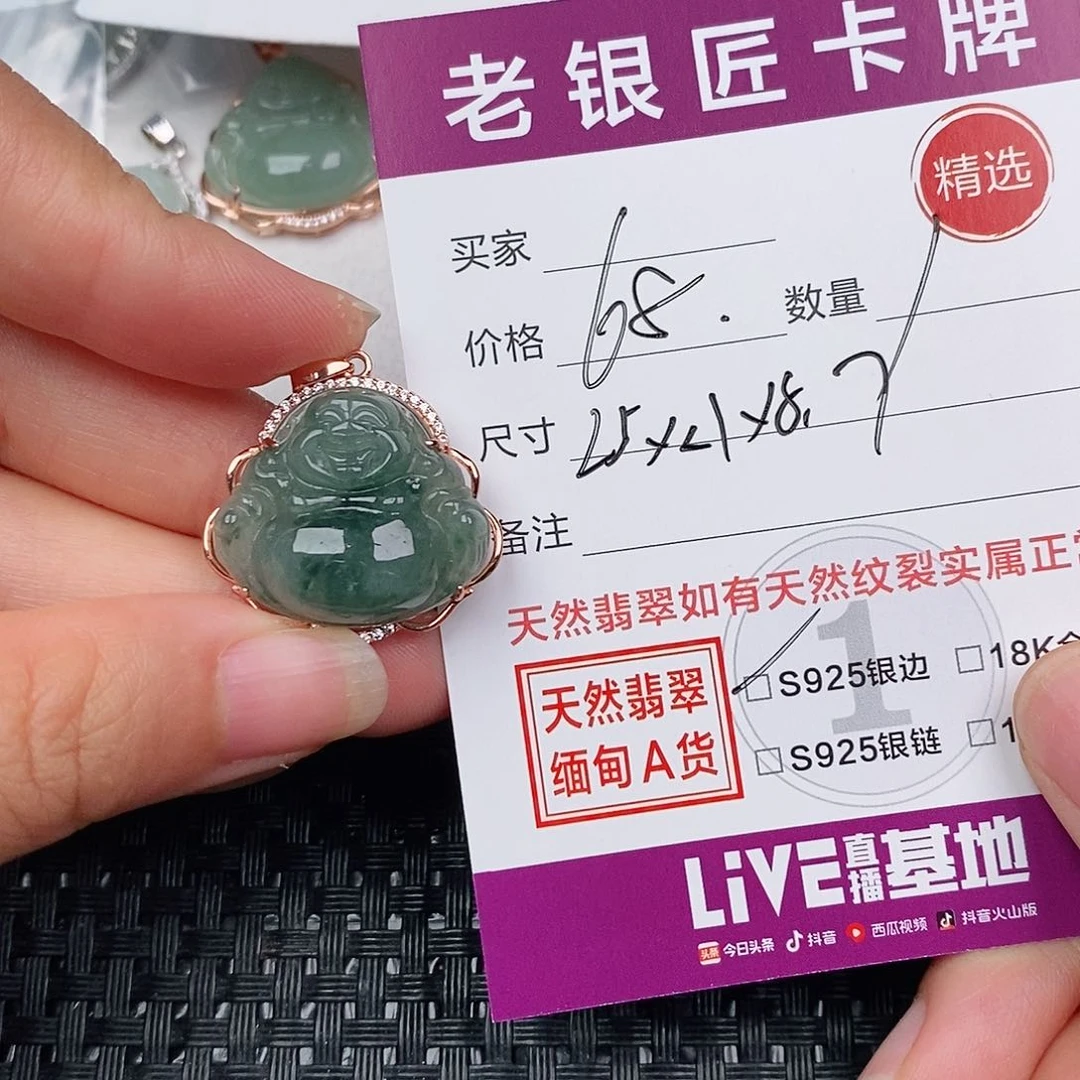 老银匠卡牌
精选
买家
价格 68. 数量
尺寸 25×21×8.7
备注
天然翡翠如有天然纹裂实属正常
天然翡翠
缅甸A货
1
S925银边 18K金
S925银链 1
LiVE直播基地
头条 今日头条 抖音 西瓜视频 抖音火山版